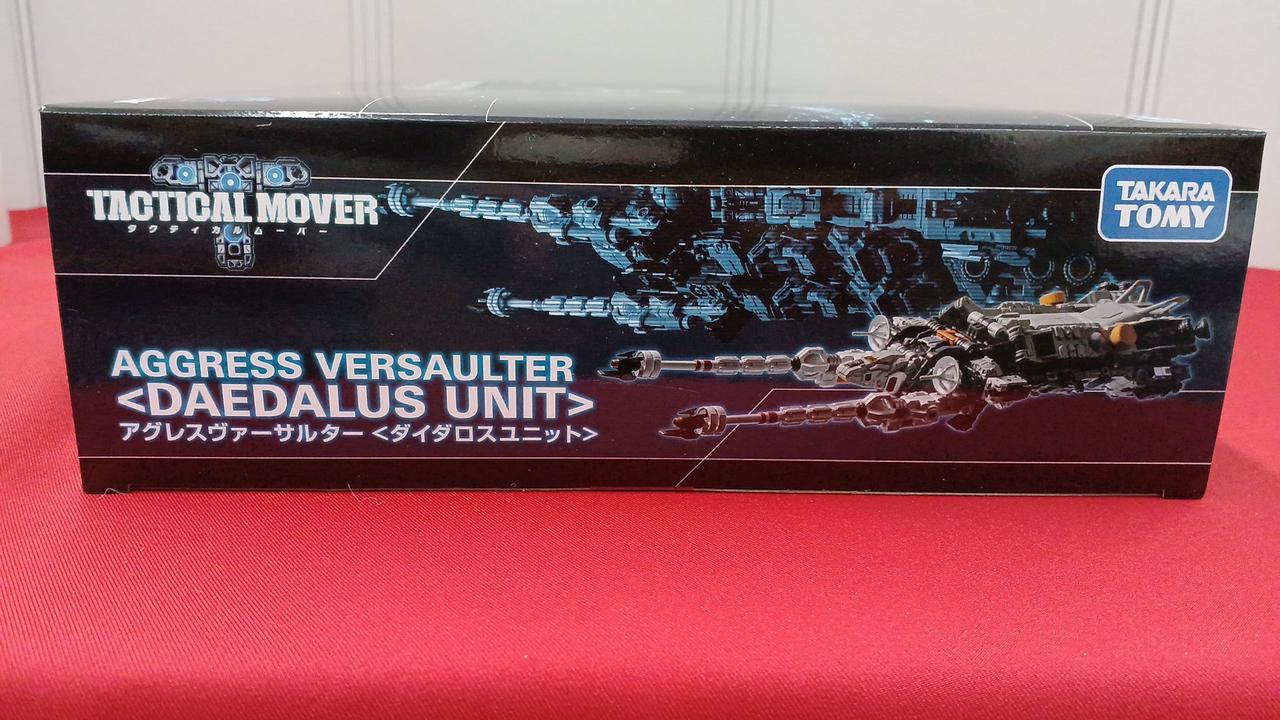 TACTICAL MOVER
タクティカルムーバー
TAKARA
TOMY
AGGRESS VERSAULTER
<DAEDALUS UNIT>
アグレスヴァーサルター <ダイダロスユニット>